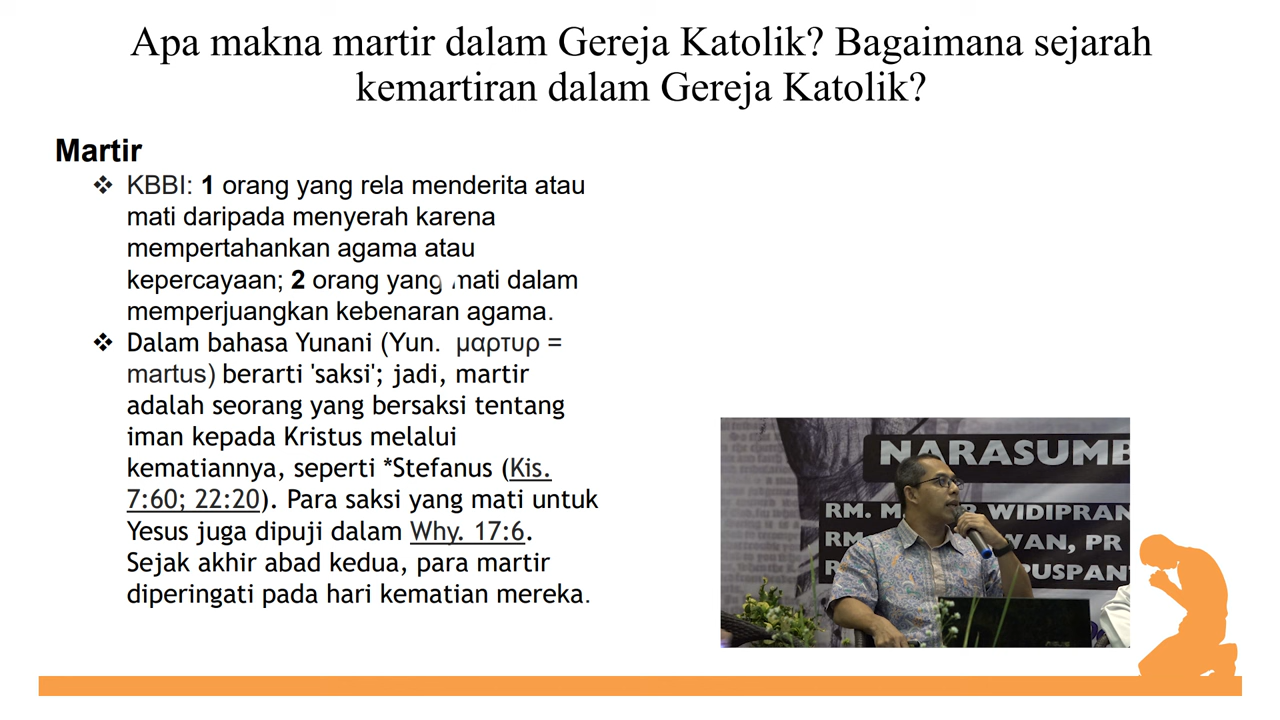 Apa makna martir dalam Gereja Katolik? Bagaimana sejarah
kemartiran dalam Gereja Katolik?
Martir
❖ KBBI: 1 orang yang rela menderita atau
mati daripada menyerah karena
mempertahankan agama atau
kepercayaan; 2 orang yang mati dalam
memperjuangkan kebenaran agama.
❖ Dalam bahasa Yunani (Yun. μαρτυρ =
martus) berarti 'saksi'; jadi, martir
adalah seorang yang bersaksi tentang
iman kepada Kristus melalui
kematiannya, seperti *Stefanus (Kis.
7:60; 22:20). Para saksi yang mati untuk
Yesus juga dipuji dalam Why. 17:6.
Sejak akhir abad kedua, para martir
diperingati pada hari kematian mereka.
NARASUMB
RM. M WIDIPRAN
RM WAN, PR
PUSPAN